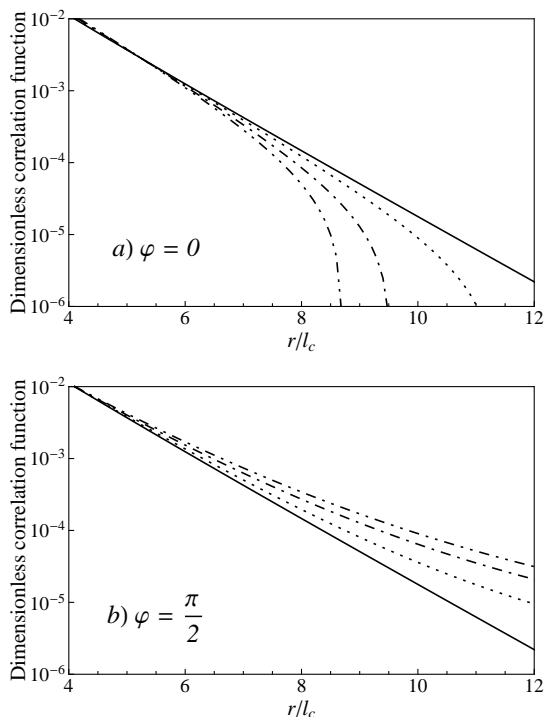 Dimensionless correlation function
10⁻²
10⁻³
10⁻⁴
10⁻⁵
10⁻⁶
a) φ = 0
4 6 8 10 12
r/l_c
Dimensionless correlation function
10⁻²
10⁻³
10⁻⁴
10⁻⁵
10⁻⁶
b) φ = π/2
4 6 8 10 12
r/l_c